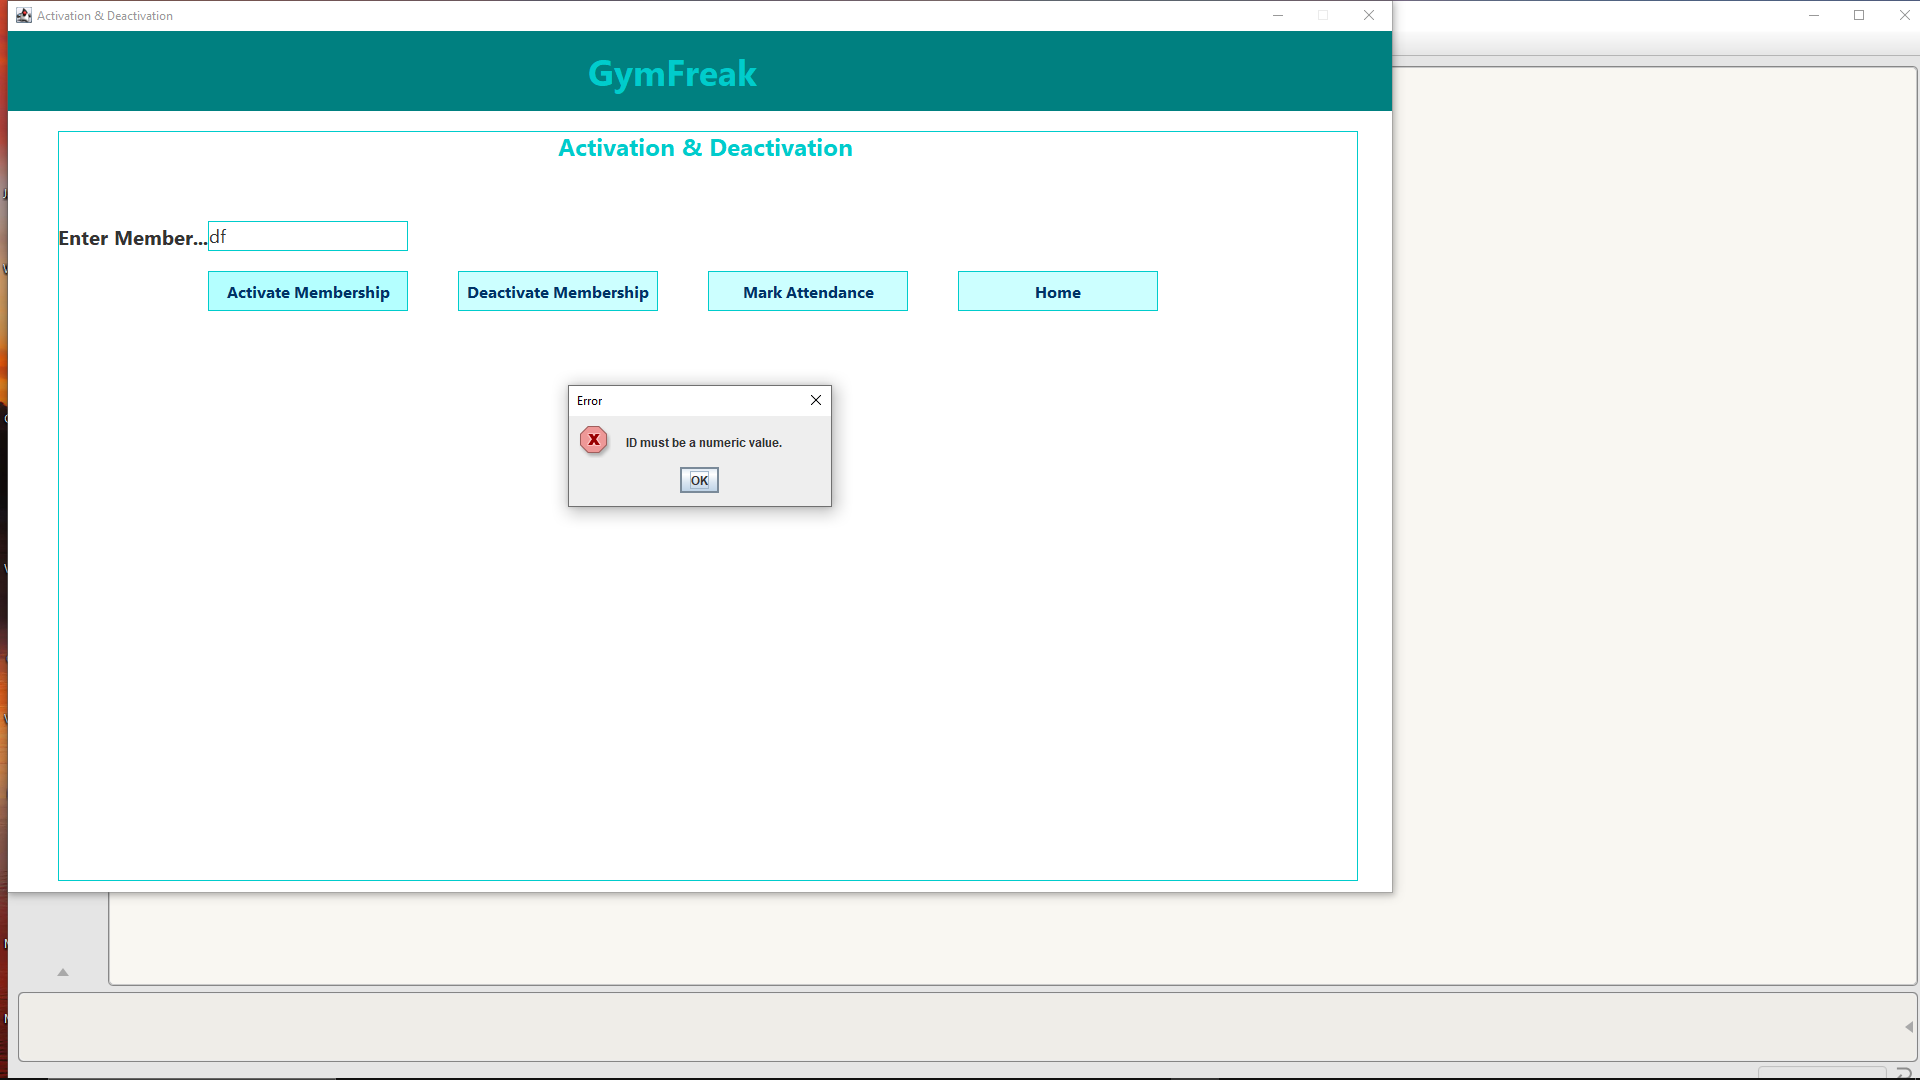 Activation & Deactivation
GymFreak
Activation & Deactivation
Enter Member...
df
Activate Membership
Deactivate Membership
Mark Attendance
Home
Error
ID must be a numeric value.
OK